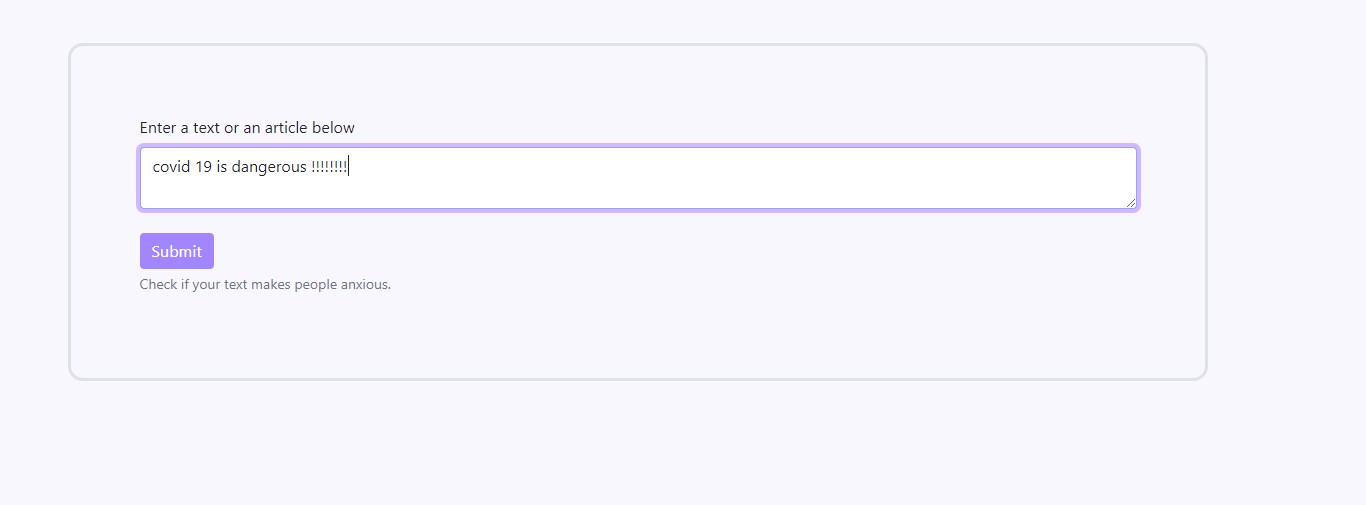 Enter a text or an article below
covid 19 is dangerous !!!!!!!!
Submit
Check if your text makes people anxious.